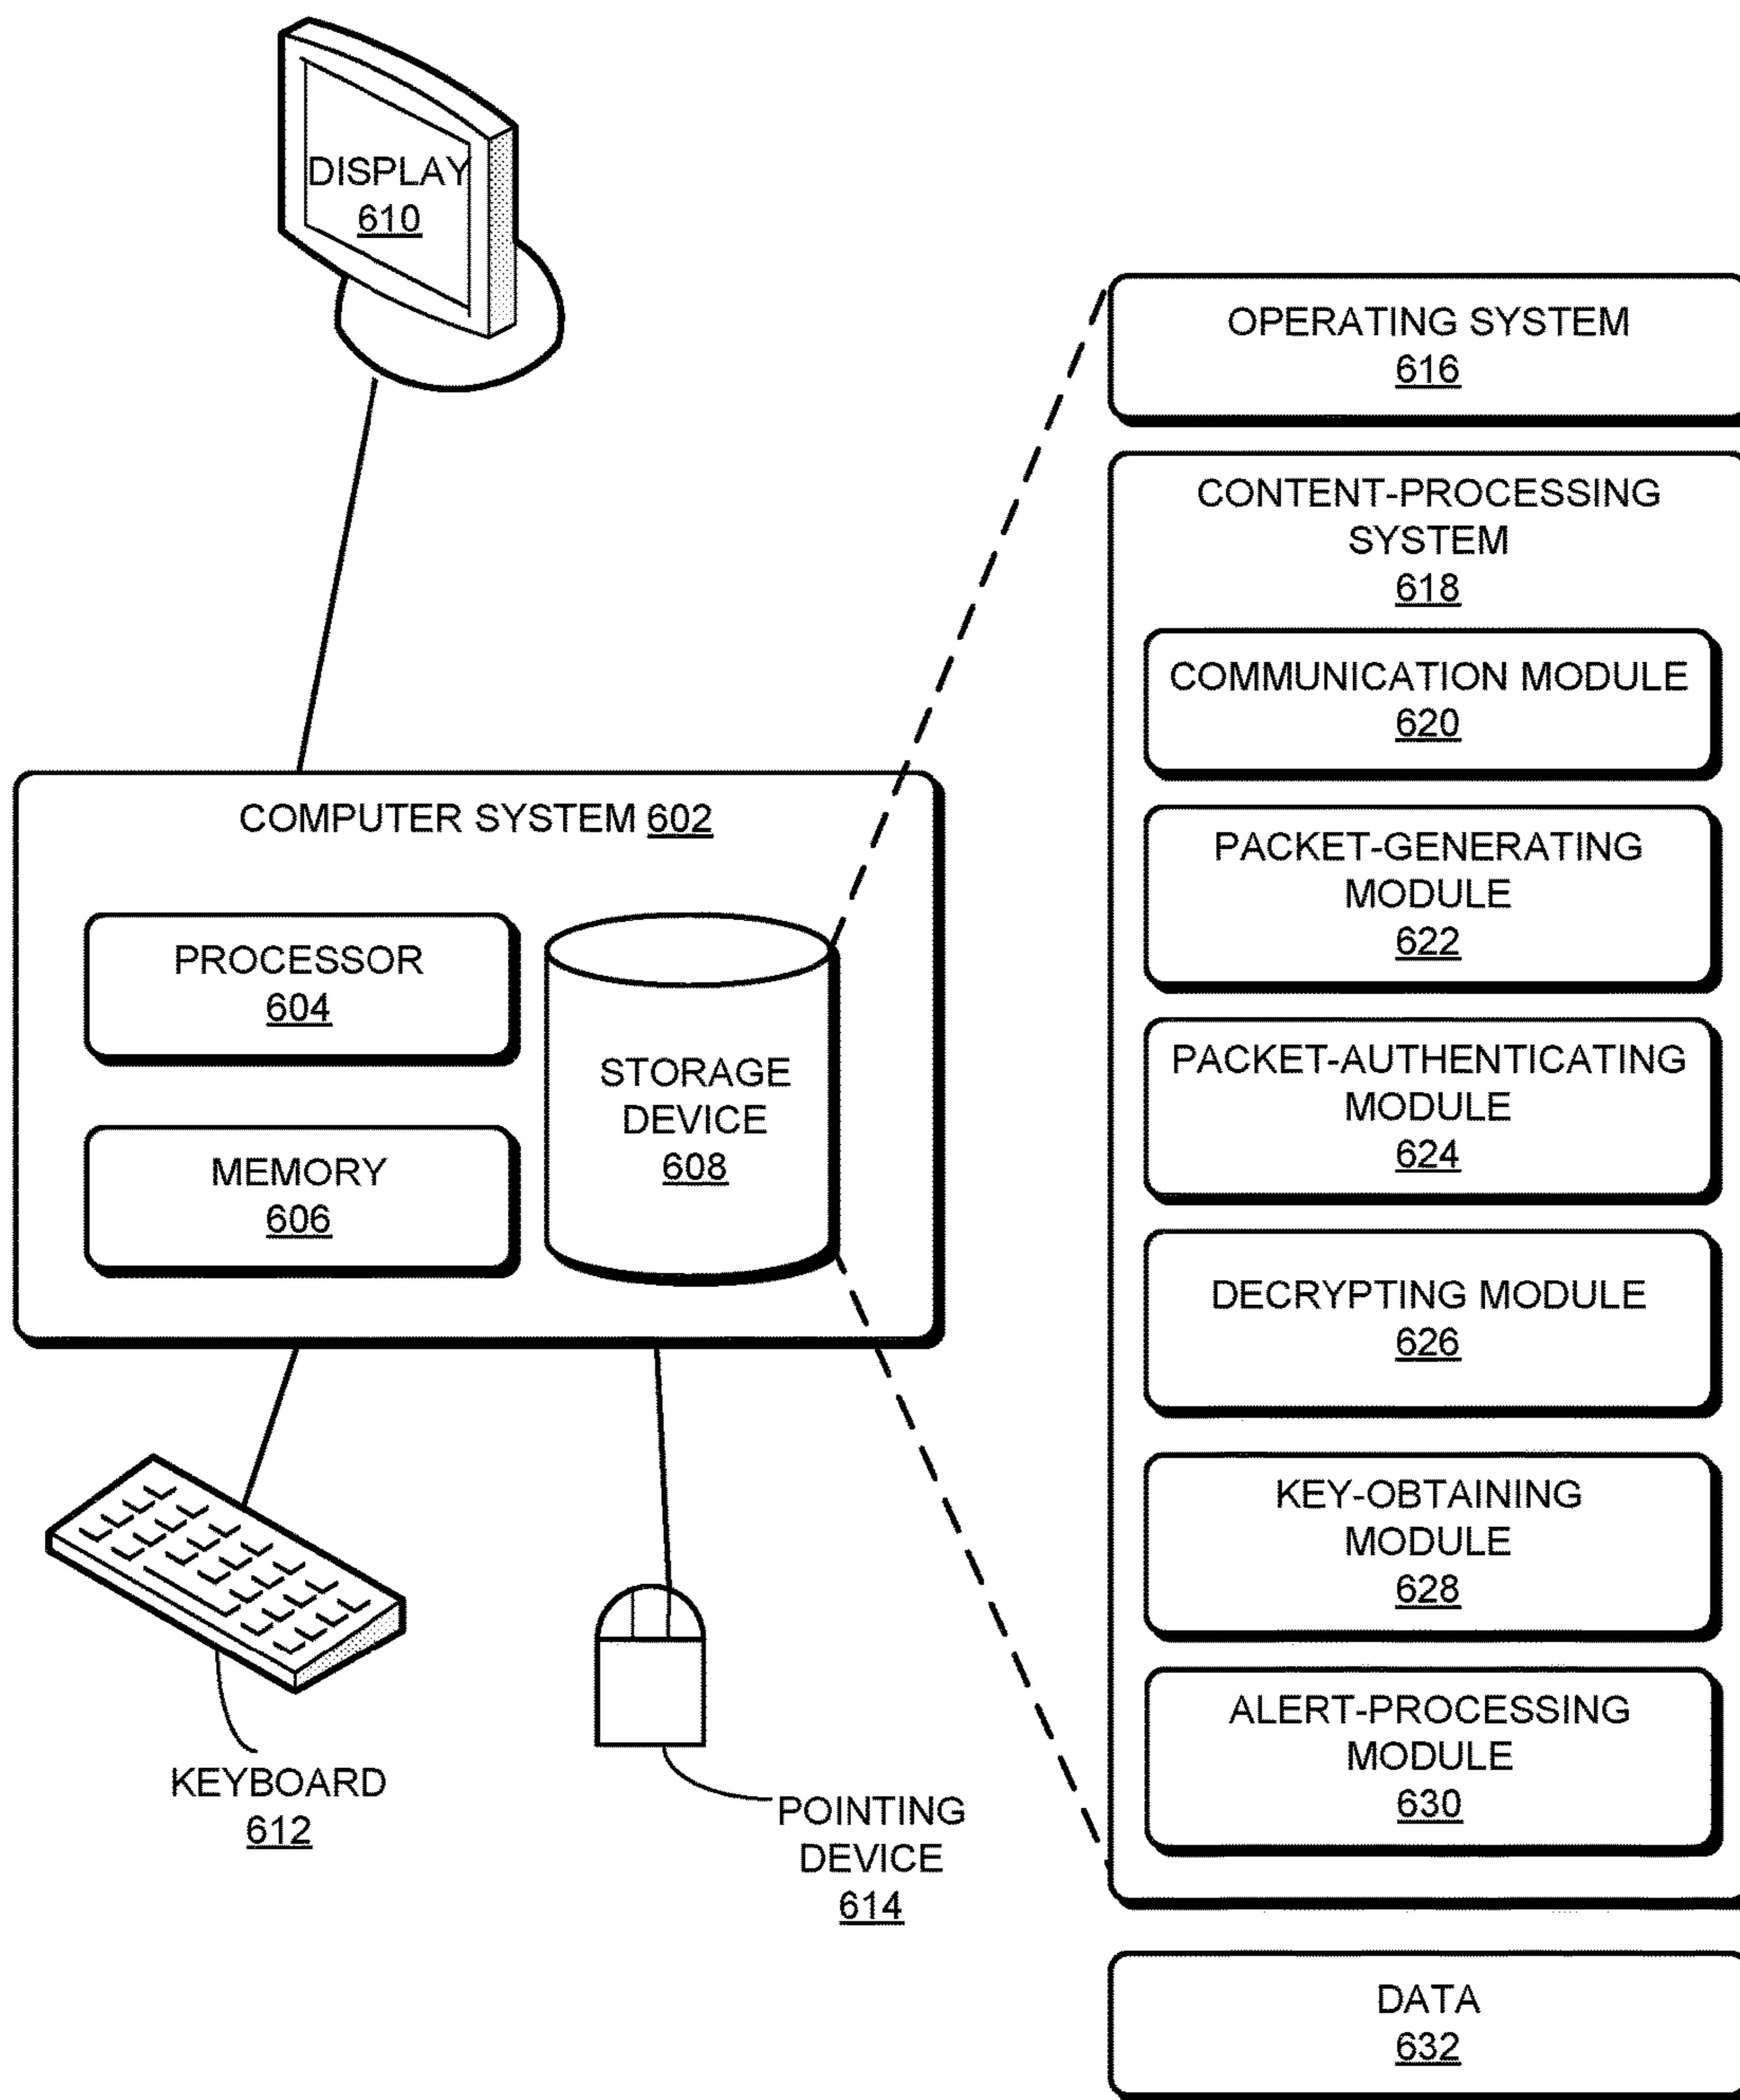 DISPLAY
610
COMPUTER SYSTEM 602
PROCESSOR
604
MEMORY
606
STORAGE
DEVICE
608
KEYBOARD
612
POINTING
DEVICE
614
OPERATING SYSTEM
616
CONTENT-PROCESSING
SYSTEM
618
COMMUNICATION MODULE
620
PACKET-GENERATING
MODULE
622
PACKET-AUTHENTICATING
MODULE
624
DECRYPTING MODULE
626
KEY-OBTAINING
MODULE
628
ALERT-PROCESSING
MODULE
630
DATA
632